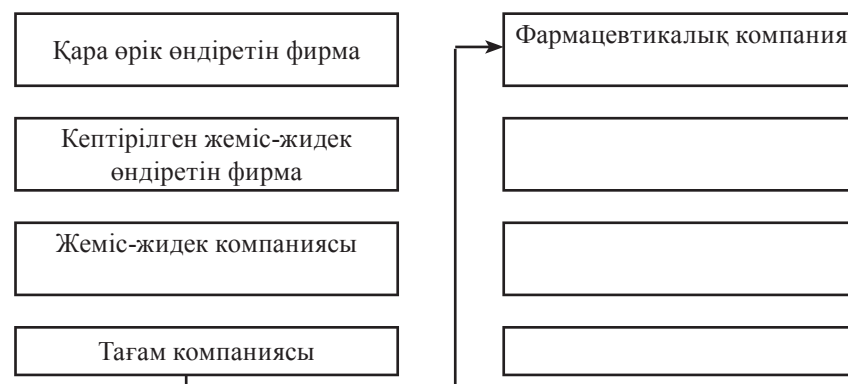 Қара өрік өндіретін фирма
Кептірілген жеміс-жидек
өндіретін фирма
Жеміс-жидек компаниясы
Тағам компаниясы
Фармацевтикалық компания